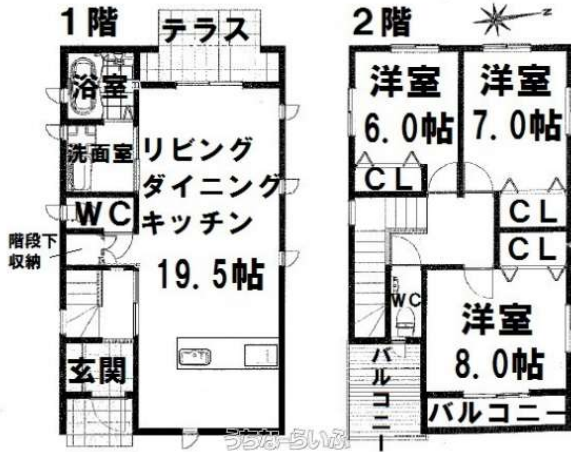 1階
テラス
浴室
洗面室
リビング
ダイニング
キッチン
19.5帖
WC
階段下
収納
玄関
2階
洋室
6.0帖
CL
洋室
7.0帖
CL
CL
WC
洋室
8.0帖
バルコニー
バルコニー
うちなーらいふ